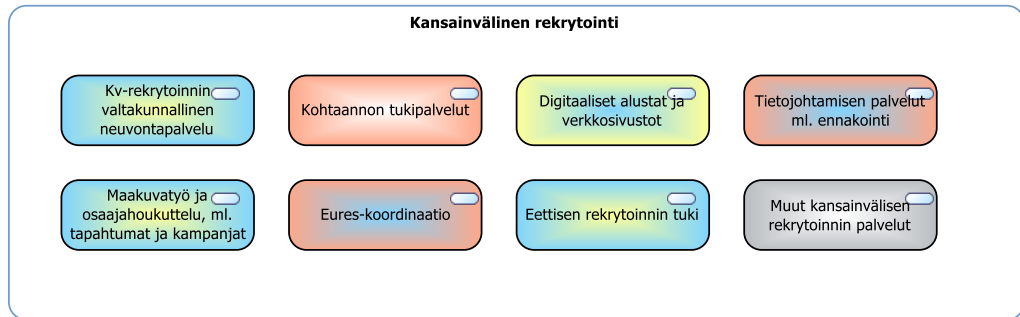 Kansainvälinen rekrytointi
Kv-rekrytoinnin
valtakunnallinen
neuvontapalvelu
Kohtaannon tukipalvelut
Digitaaliset alustat ja
verkkosivustot
Tietojohtamisen palvelut
ml. ennakointi
Maakuvatyö ja
osaajahoukuttelu, ml.
tapahtumat ja kampanjat
Eures-koordinaatio
Eettisen rekrytoinnin tuki
Muut kansainvälisen
rekrytoinnin palvelut